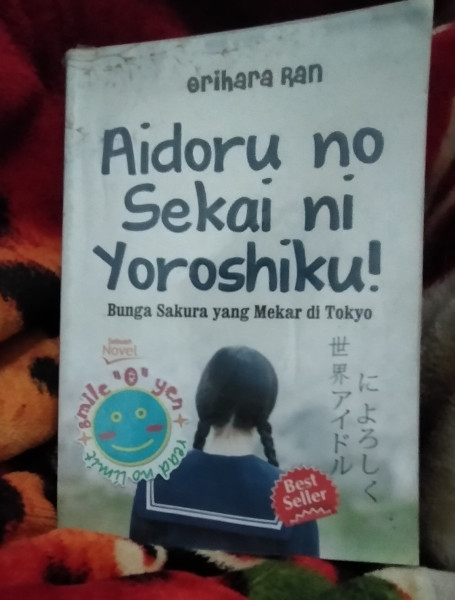 orihara Ran
Aidoru no
Sekai ni
Yoroshiku!
Bunga Sakura yang Mekar di Tokyo
sebuah
Novel
smile "0" yen
read no limit
世界アイドル
によろしく
Best
Seller